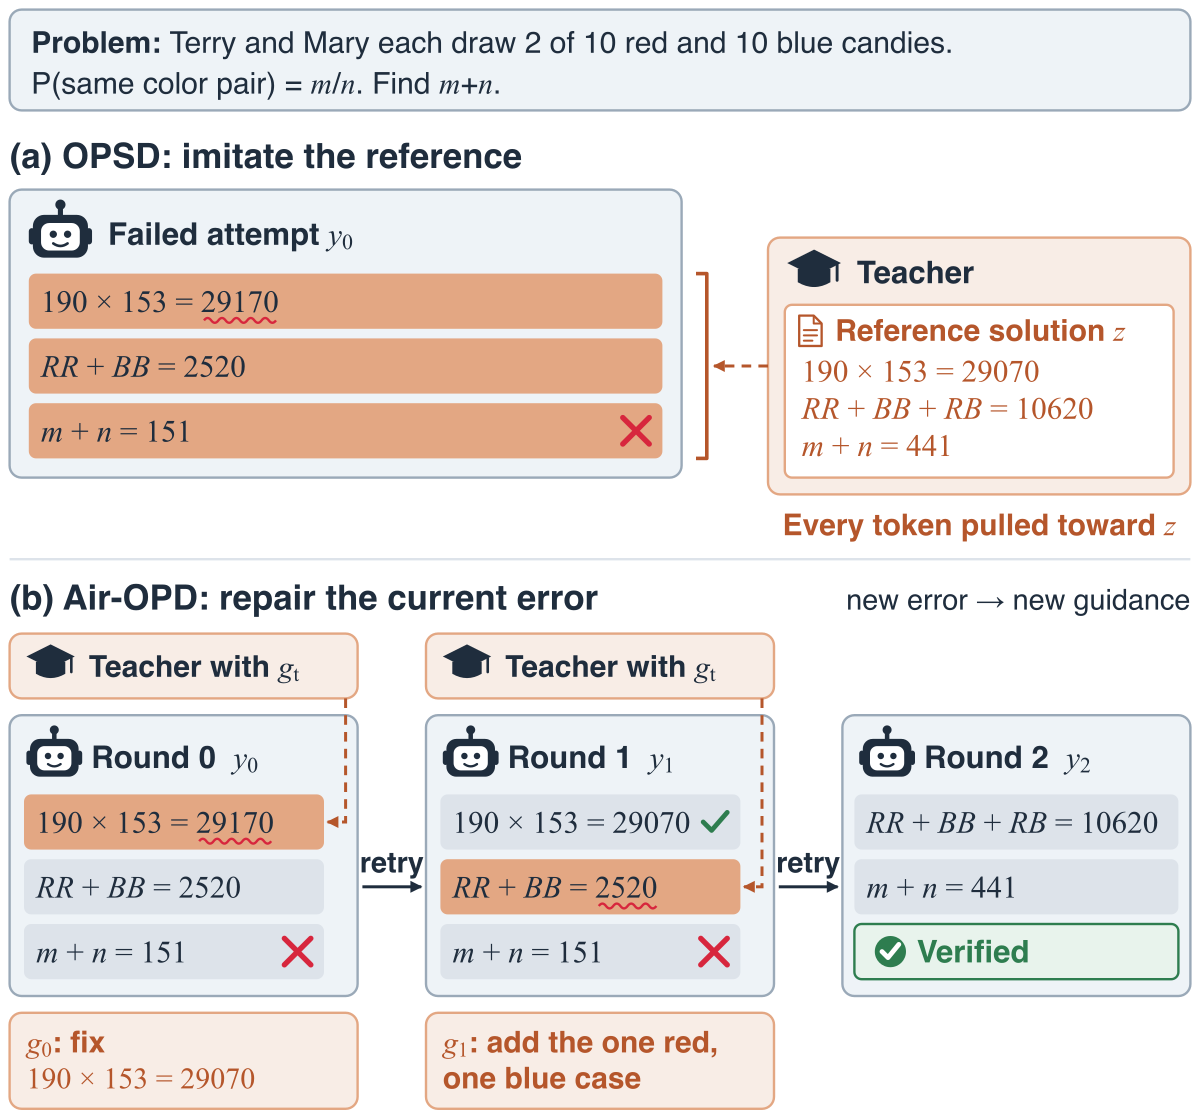 Problem: Terry and Mary each draw 2 of 10 red and 10 blue candies.
P(same color pair) = m/n. Find m+n.
(a) OPSD: imitate the reference
Failed attempt y₀
190 × 153 = 29170
RR + BB = 2520
m + n = 151
Teacher
Reference solution z
190 × 153 = 29070
RR + BB + RB = 10620
m + n = 441
Every token pulled toward z
(b) Air-OPD: repair the current error
new error → new guidance
Teacher with gₜ
Round 0 y₀
190 × 153 = 29170
RR + BB = 2520
m + n = 151
g₀: fix
190 × 153 = 29070
retry
Teacher with gₜ
Round 1 y₁
190 × 153 = 29070
RR + BB = 2520
m + n = 151
g₁: add the one red,
one blue case
retry
Round 2 y₂
RR + BB + RB = 10620
m + n = 441
Verified